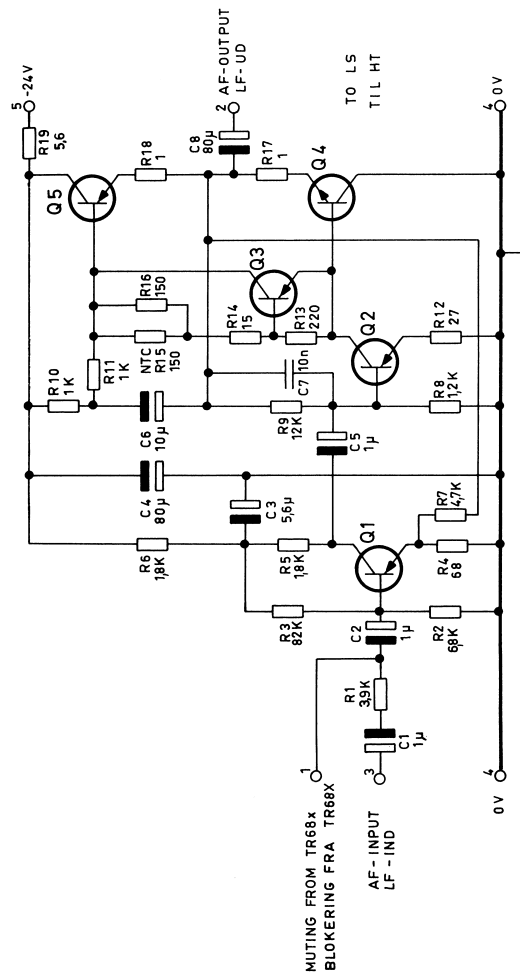 MUTING FROM TR68x
BLOKERING FRA TR68X
1
AF-INPUT
LF-IND
3
C1
1µ
R1
3,9K
C2
1µ
R3
82K
R2
6,8K
R6
1,8K
R5
1,8K
Q1
R4
68
R7
4,7K
C4
80µ
C3
5,6µ
C5
1µ
R10
1K
R11
1K
C6
10µ
R9
12K
C7
10n
R8
1,2K
NTC
R15
150
R16
150
R14
15
R13
220
Q3
Q2
R12
27
R19
5,6
5
-24V
Q5
R18
1
C8
80µ
R17
1
Q4
2
AF-OUTPUT
LF-UD
TO LS
TIL HT
4
0V
4
0V